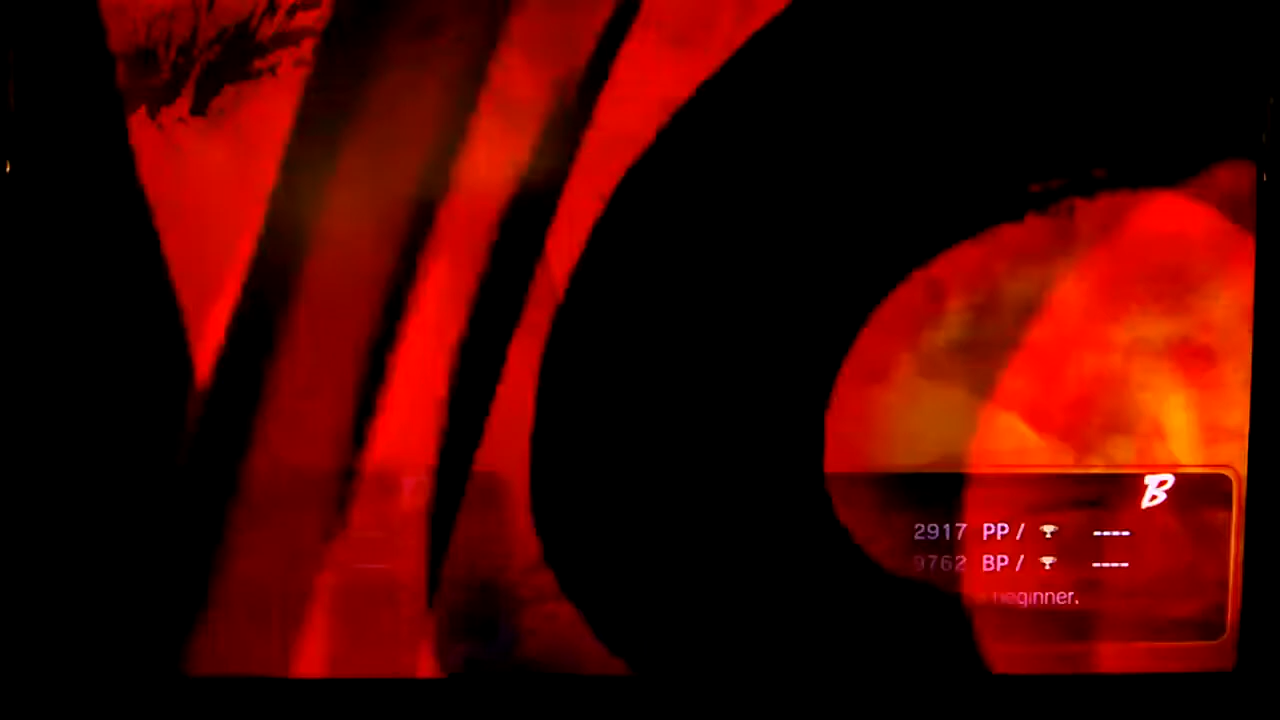 B
2917 PP / ----
9762 BP / ----
beginner.